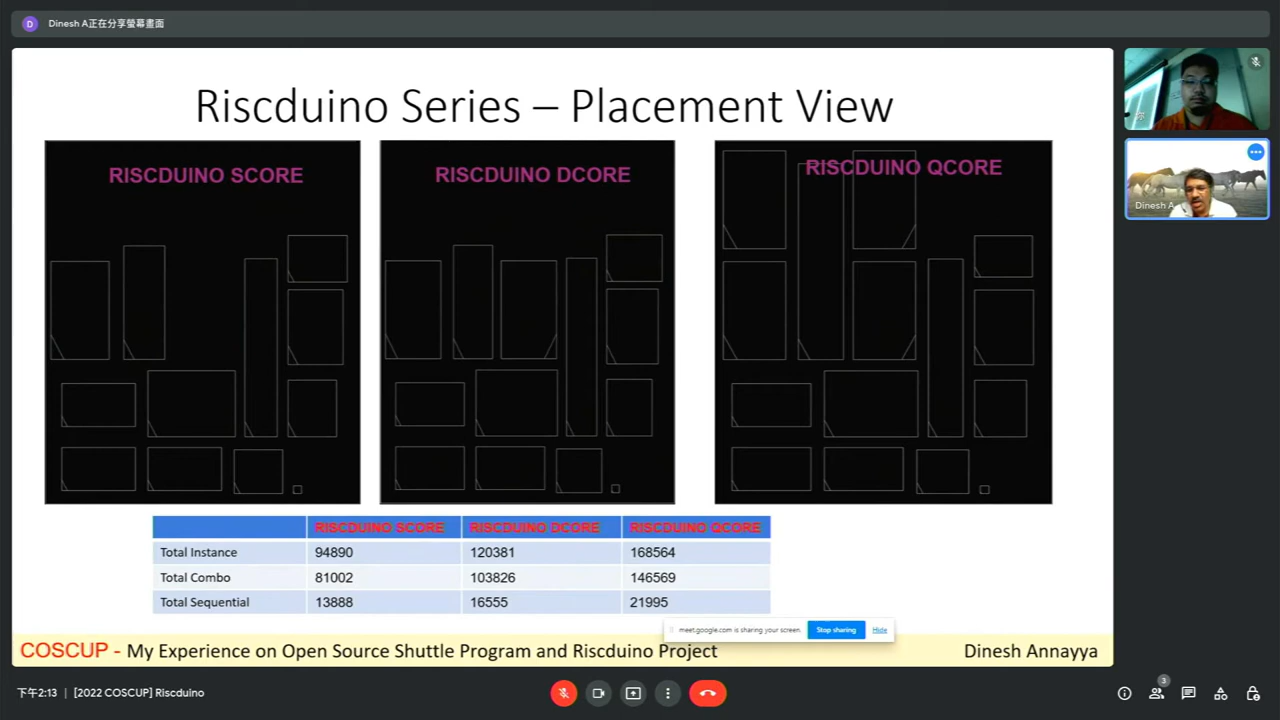 D
Dinesh A正在分享螢幕畫面
Riscduino Series – Placement View
RISCDUINO SCORE
RISCDUINO DCORE
RISCDUINO QCORE
Dinesh A
RISCDUINO SCORE RISCDUINO DCORE RISCDUINO QCORE
Total Instance 94890 120381 168564
Total Combo 81002 103826 146569
Total Sequential 13888 16555 21995
meet.google.com is sharing your screen. Stop sharing Hide
COSCUP - My Experience on Open Source Shuttle Program and Riscduino Project Dinesh Annayya
下午2:13 | [2022 COSCUP] Riscduino
3